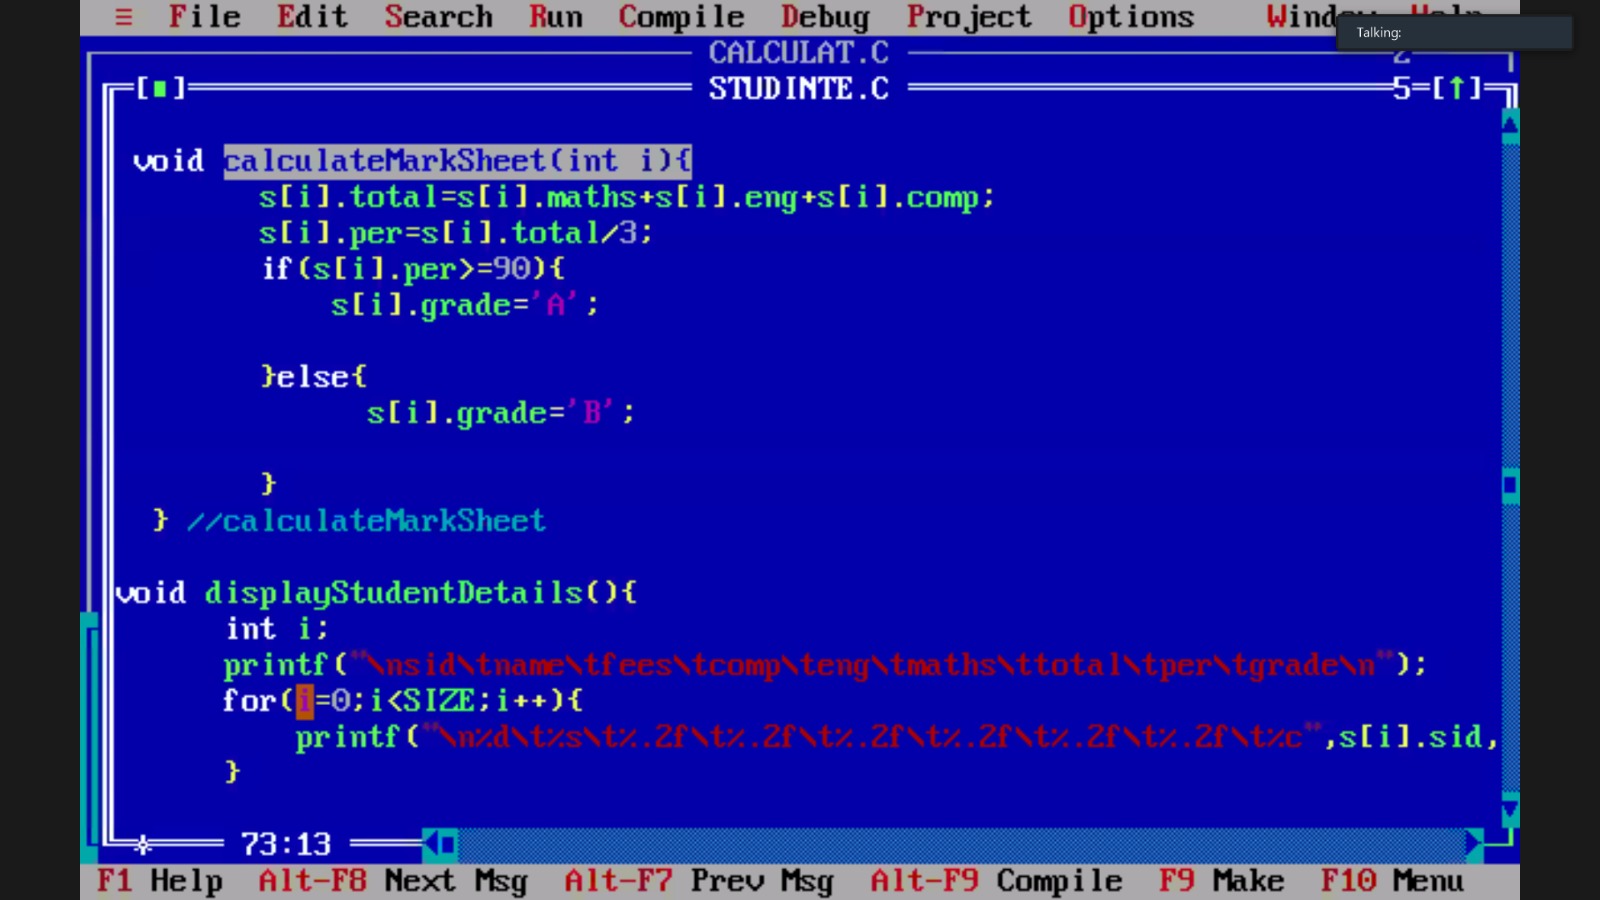 ≡ File Edit Search Run Compile Debug Project Options Window Help
Talking:
CALCULAT.C 2
[■] STUDINTE.C 5=[↑]
void calculateMarkSheet(int i){
s[i].total=s[i].maths+s[i].eng+s[i].comp;
s[i].per=s[i].total/3;
if(s[i].per>=90){
s[i].grade='A';
}else{
s[i].grade='B';
}
} //calculateMarkSheet
void displayStudentDetails(){
int i;
printf("\nsid\tname\tfees\tcomp\teng\tmaths\ttotal\tper\tgrade\n");
for(i=0;i<SIZE;i++){
printf("\n%d\t%s\t%.2f\t%.2f\t%.2f\t%.2f\t%.2f\t%.2f\t%c",s[i].sid,
}
73:13
F1 Help Alt-F8 Next Msg Alt-F7 Prev Msg Alt-F9 Compile F9 Make F10 Menu